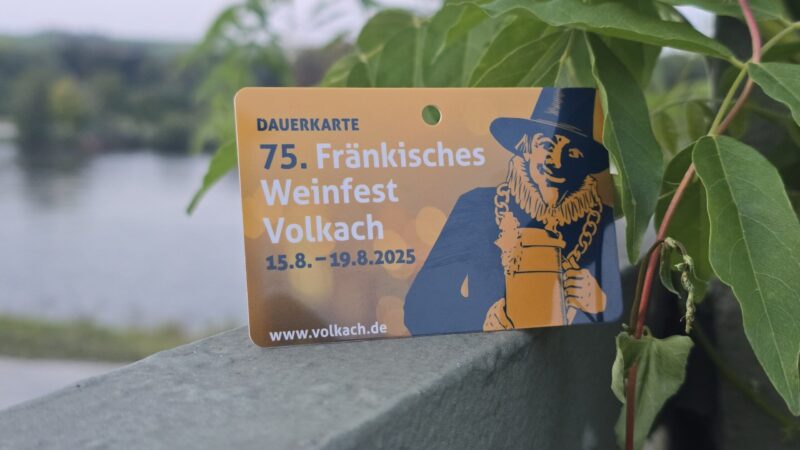 DAUERKARTE
75. Fränkisches
Weinfest
Volkach
15.8. – 19.8.2025
www.volkach.de